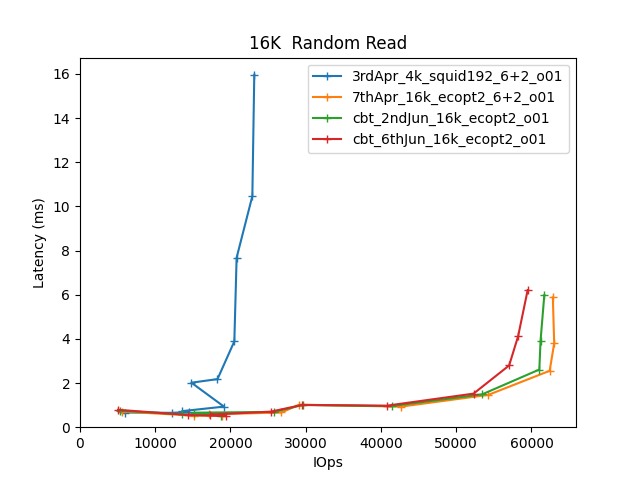 16K  Random Read
3rdApr_4k_squid192_6+2_o01
7thApr_16k_ecopt2_6+2_o01
cbt_2ndJun_16k_ecopt2_o01
cbt_6thJun_16k_ecopt2_o01
Latency (ms)
16
14
12
10
8
6
4
2
0
0 10000 20000 30000 40000 50000 60000
IOps